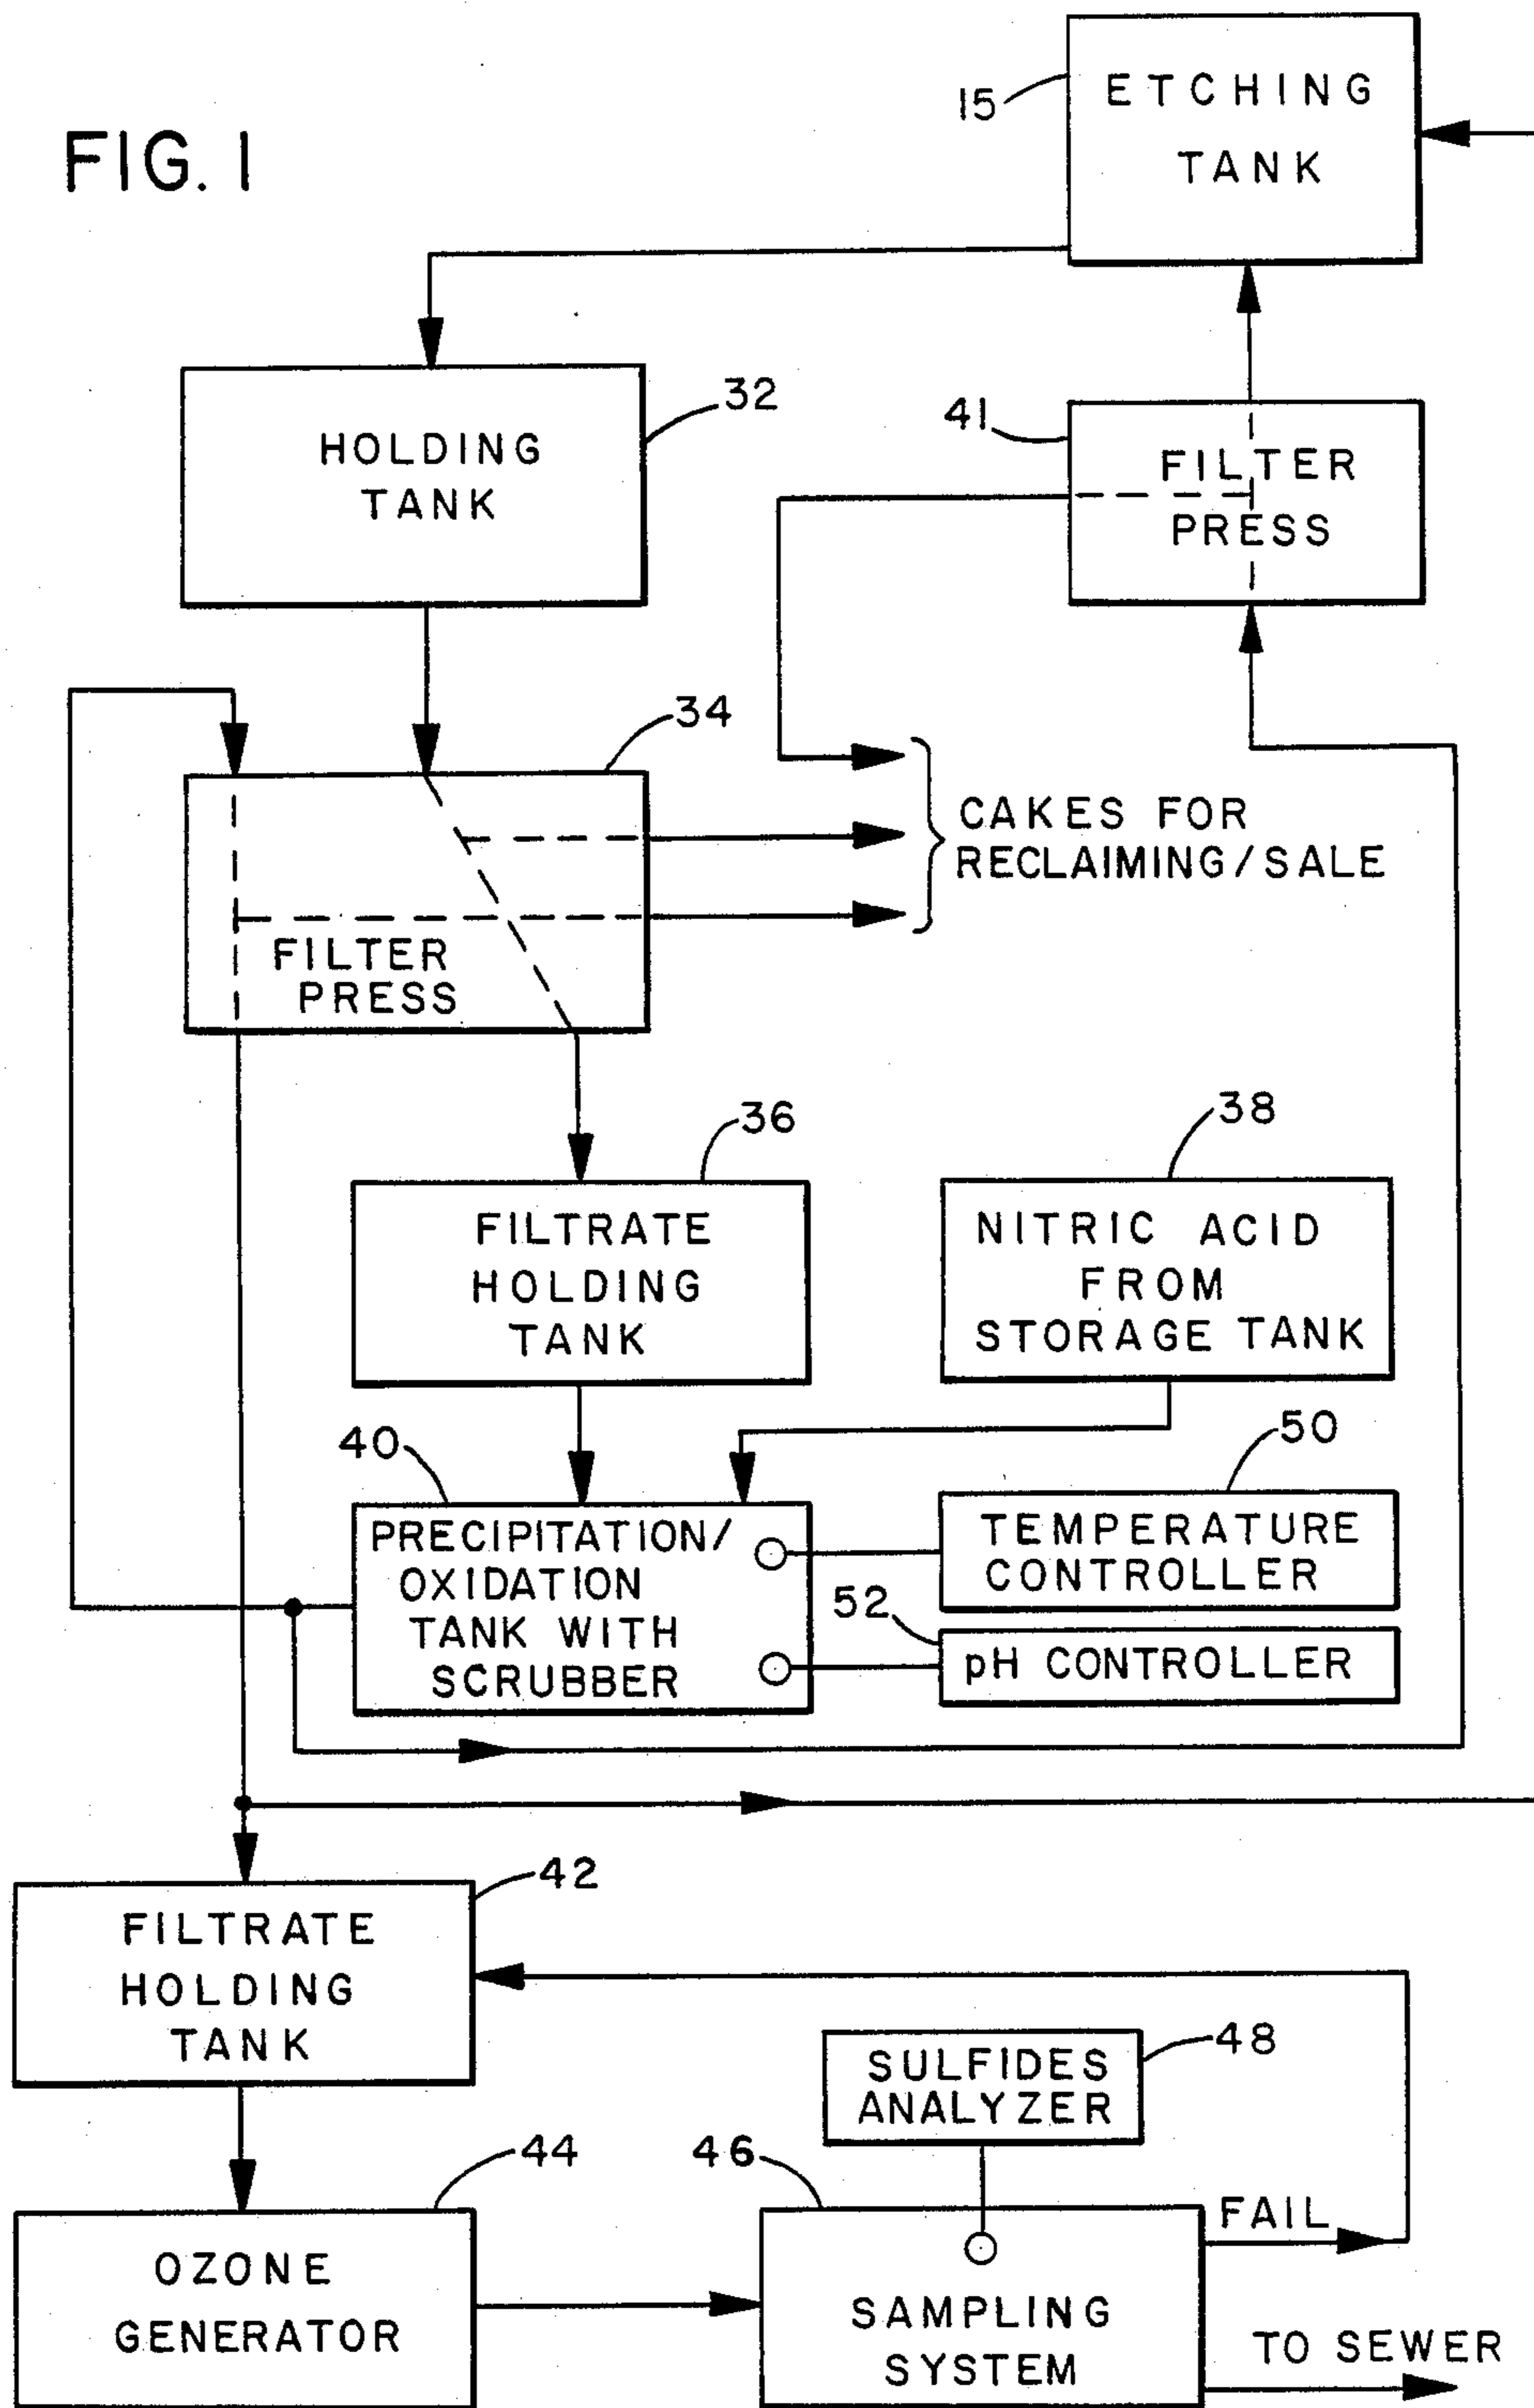 FIG. 1
15
ETCHING
TANK
32
HOLDING
TANK
41
FILTER
PRESS
34
CAKES FOR
RECLAIMING/SALE
FILTER
PRESS
36
FILTRATE
HOLDING
TANK
38
NITRIC ACID
FROM
STORAGE TANK
40
PRECIPITATION/
OXIDATION
TANK WITH
SCRUBBER
50
TEMPERATURE
CONTROLLER
52
pH CONTROLLER
42
FILTRATE
HOLDING
TANK
48
SULFIDES
ANALYZER
44
OZONE
GENERATOR
46
SAMPLING
SYSTEM
FAIL
TO SEWER